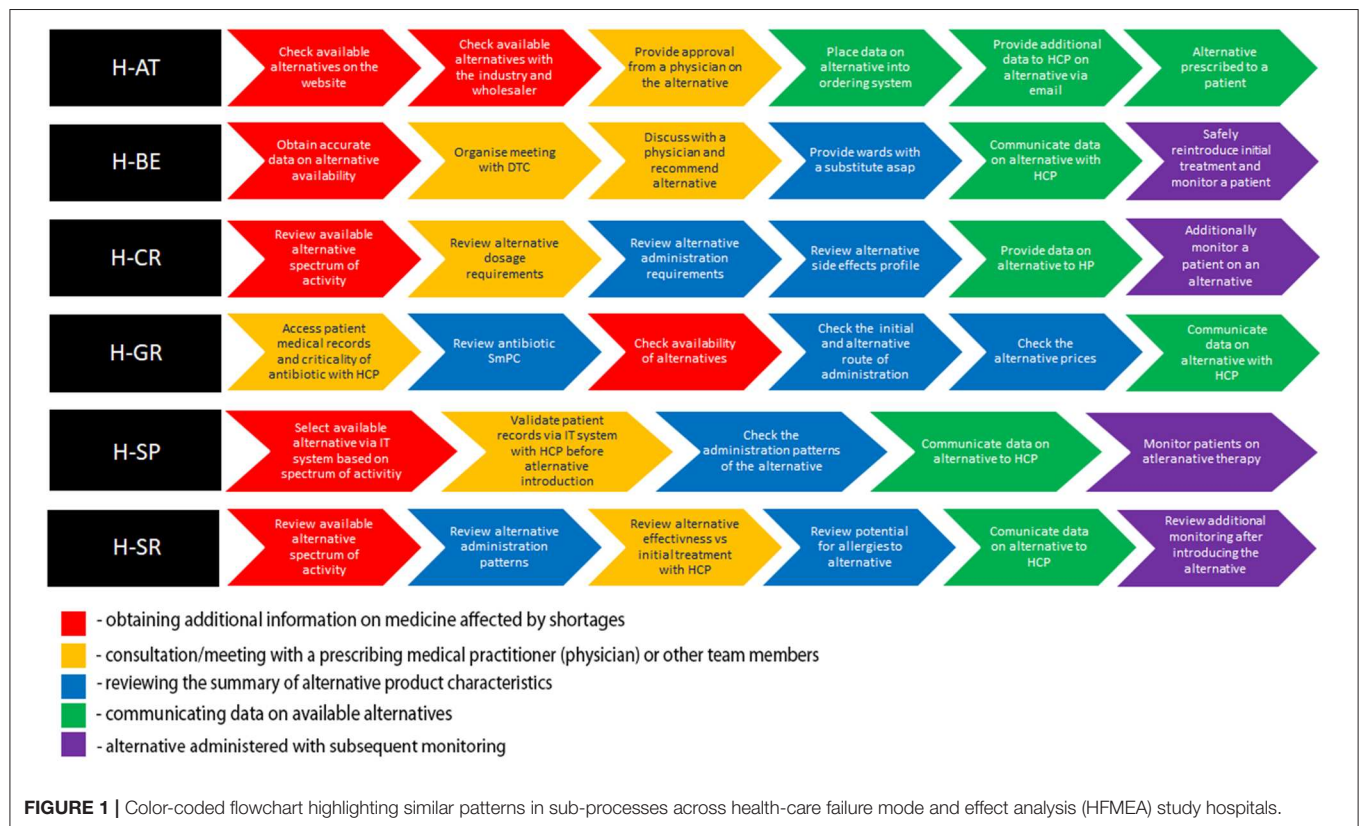 H-AT
Check available
alternatives on the
website
Check available
alternatives with
the industry and
wholesaler
Provide approval
from a physician on
the alternative
Place data on
alternative into
ordering system
Provide additional
data to HCP on
alternative via
email
Alternative
prescribed to a
patient
H-BE
Obtain accurate
data on alternative
availability
Organise meeting
with DTC
Discuss with a
physician and
recommend
alternative
Provide wards with
a substitute asap
Communicate data
on alternative with
HCP
Safely
reintroduce initial
treatment and
monitor a patient
H-CR
Review available
alternative
spectrum of
activity
Review alternative
dosage
requirements
Review alternative
administration
requirements
Review alternative
side effects profile
Provide data on
alternative to HP
Additionally
monitor a
patient on an
alternative
H-GR
Access patient
medical records
and criticality of
antibiotic with HCP
Review antibiotic
SmPC
Check availability
of alternatives
Check the initial
and alternative
route of
administration
Check the
alternative prices
Communicate
data on
alternative with
HCP
H-SP
Select available
alternative via IT
system based on
spectrum of activitiy
Validate patient
records via IT system
with HCP before
atlernative
introduction
Check the
administration patterns
of the alternative
Communicate data on
alternative to HCP
Monitor patients on
atleranative therapy
H-SR
Review available
alternative
spectrum of
activity
Review alternative
administration
patterns
Review alternative
effectivness vs
initial treatment
with HCP
Review potential
for allergies to
alternative
Comunicate data
on alternative to
HCP
Review additional
monitoring after
introducing the
alternative
- obtaining additional information on medicine affected by shortages
- consultation/meeting with a prescribing medical practitioner (physician) or other team members
- reviewing the summary of alternative product characteristics
- communicating data on available alternatives
- alternative administered with subsequent monitoring
FIGURE 1 | Color-coded flowchart highlighting similar patterns in sub-processes across health-care failure mode and effect analysis (HFMEA) study hospitals.